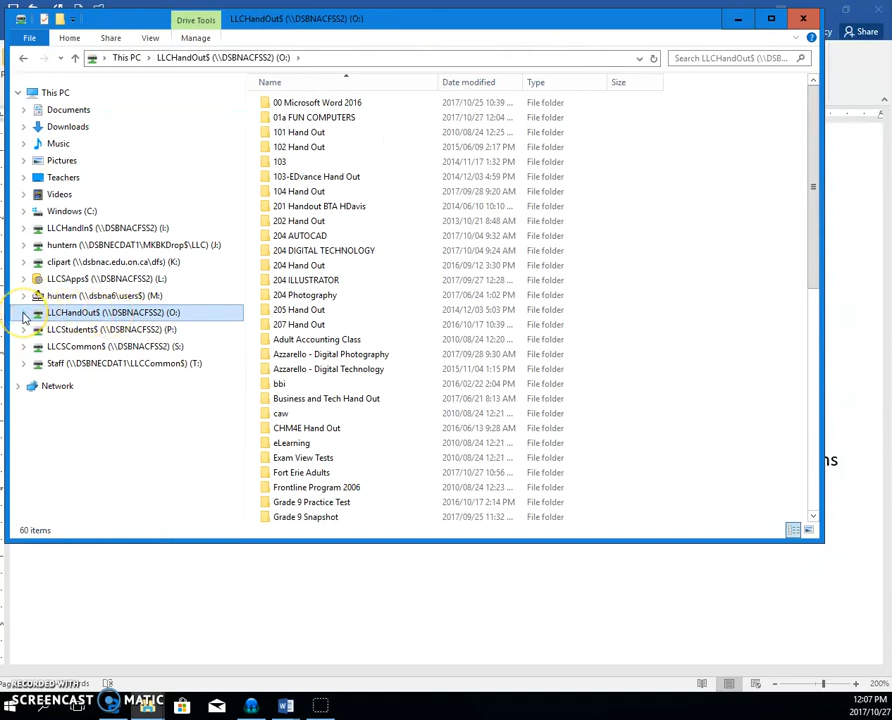 Drive Tools
LLCHandOut$ (\\DSBNACFSS2) (O:)
File
Home
Share
View
Manage
Share
This PC > LLCHandOut$ (\\DSBNACFSS2) (O:) >
Search LLCHandOut$ (\\DSB...
Name
Date modified
Type
Size
This PC
Documents
Downloads
Music
Pictures
Teachers
Videos
Windows (C:)
LLCHandIn$ (\\DSBNACFSS2) (I:)
huntern (\\DSBNECDAT1\MKBKDrop$\LLC) (J:)
clipart (\\dsbnac.edu.on.ca\dfs) (K:)
LLCSApps$ (\\DSBNACFSS2) (L:)
huntern (\\dsbna6\users$) (M:)
LLCHandOut$ (\\DSBNACFSS2) (O:)
LLCStudents$ (\\DSBNACFSS2) (P:)
LLCSCommon$ (\\DSBNACFSS2) (S:)
Staff (\\DSBNECDAT1\LLCCommon$) (T:)
Network
00 Microsoft Word 2016 2017/10/25 10:39 ... File folder
01a FUN COMPUTERS 2017/10/27 12:04 ... File folder
101 Hand Out 2010/08/24 12:25 ... File folder
102 Hand Out 2015/06/09 2:17 PM File folder
103 2014/11/17 1:32 PM File folder
103-EDvance Hand Out 2014/12/03 4:59 PM File folder
104 Hand Out 2017/09/28 9:20 AM File folder
201 Handout BTA HDavis 2014/06/10 10:10 ... File folder
202 Hand Out 2013/10/21 8:48 AM File folder
204 AUTOCAD 2017/10/04 9:32 AM File folder
204 DIGITAL TECHNOLOGY 2017/10/04 9:24 AM File folder
204 Hand Out 2016/09/12 3:30 PM File folder
204 ILLUSTRATOR 2017/09/28 12:27 ... File folder
204 Photography 2017/06/24 1:02 PM File folder
205 Hand Out 2014/12/03 5:03 PM File folder
207 Hand Out 2016/10/17 10:39 ... File folder
Adult Accounting Class 2010/08/24 12:21 ... File folder
Azzarello - Digital Photography 2017/09/28 9:30 AM File folder
Azzarello - Digital Technology 2015/11/04 1:15 PM File folder
bbi 2016/02/22 2:04 PM File folder
Business and Tech Hand Out 2017/06/21 8:13 AM File folder
caw 2010/08/24 12:21 ... File folder
CHM4E Hand Out 2016/06/13 9:28 AM File folder
eLearning 2010/08/24 12:21 ... File folder
Exam View Tests 2010/08/24 12:21 ... File folder
Fort Erie Adults 2017/10/27 10:56 ... File folder
Frontline Program 2006 2010/08/24 12:23 ... File folder
Grade 9 Practice Test 2016/10/17 2:14 PM File folder
Grade 9 Snapshot 2017/09/25 11:32 ... File folder
60 items
200%
RECORDED WITH
SCREENCAST MATIC
12:07 PM
2017/10/27